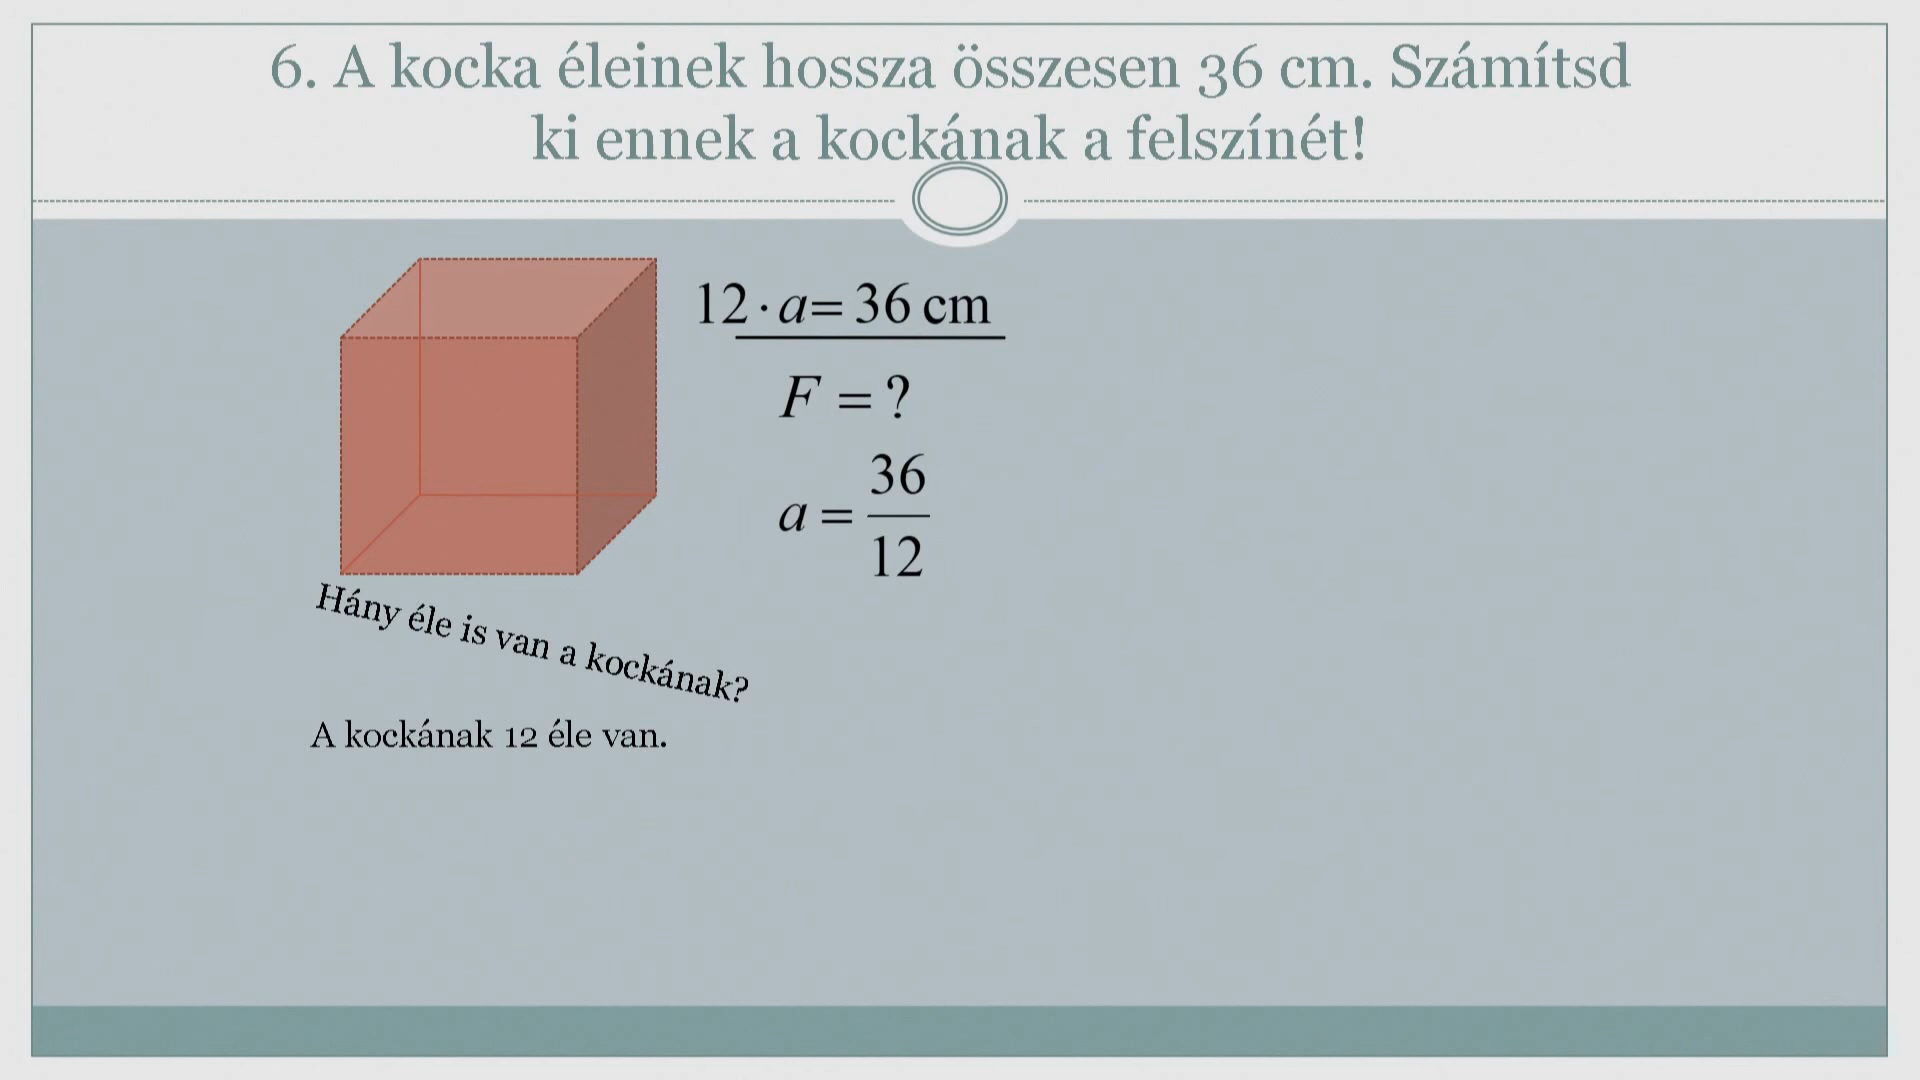 6. A kocka éleinek hossza összesen 36 cm. Számítsd
ki ennek a kockának a felszínét!
12 · a = 36 cm
F = ?
a = 36/12
Hány éle is van a kockának?
A kockának 12 éle van.